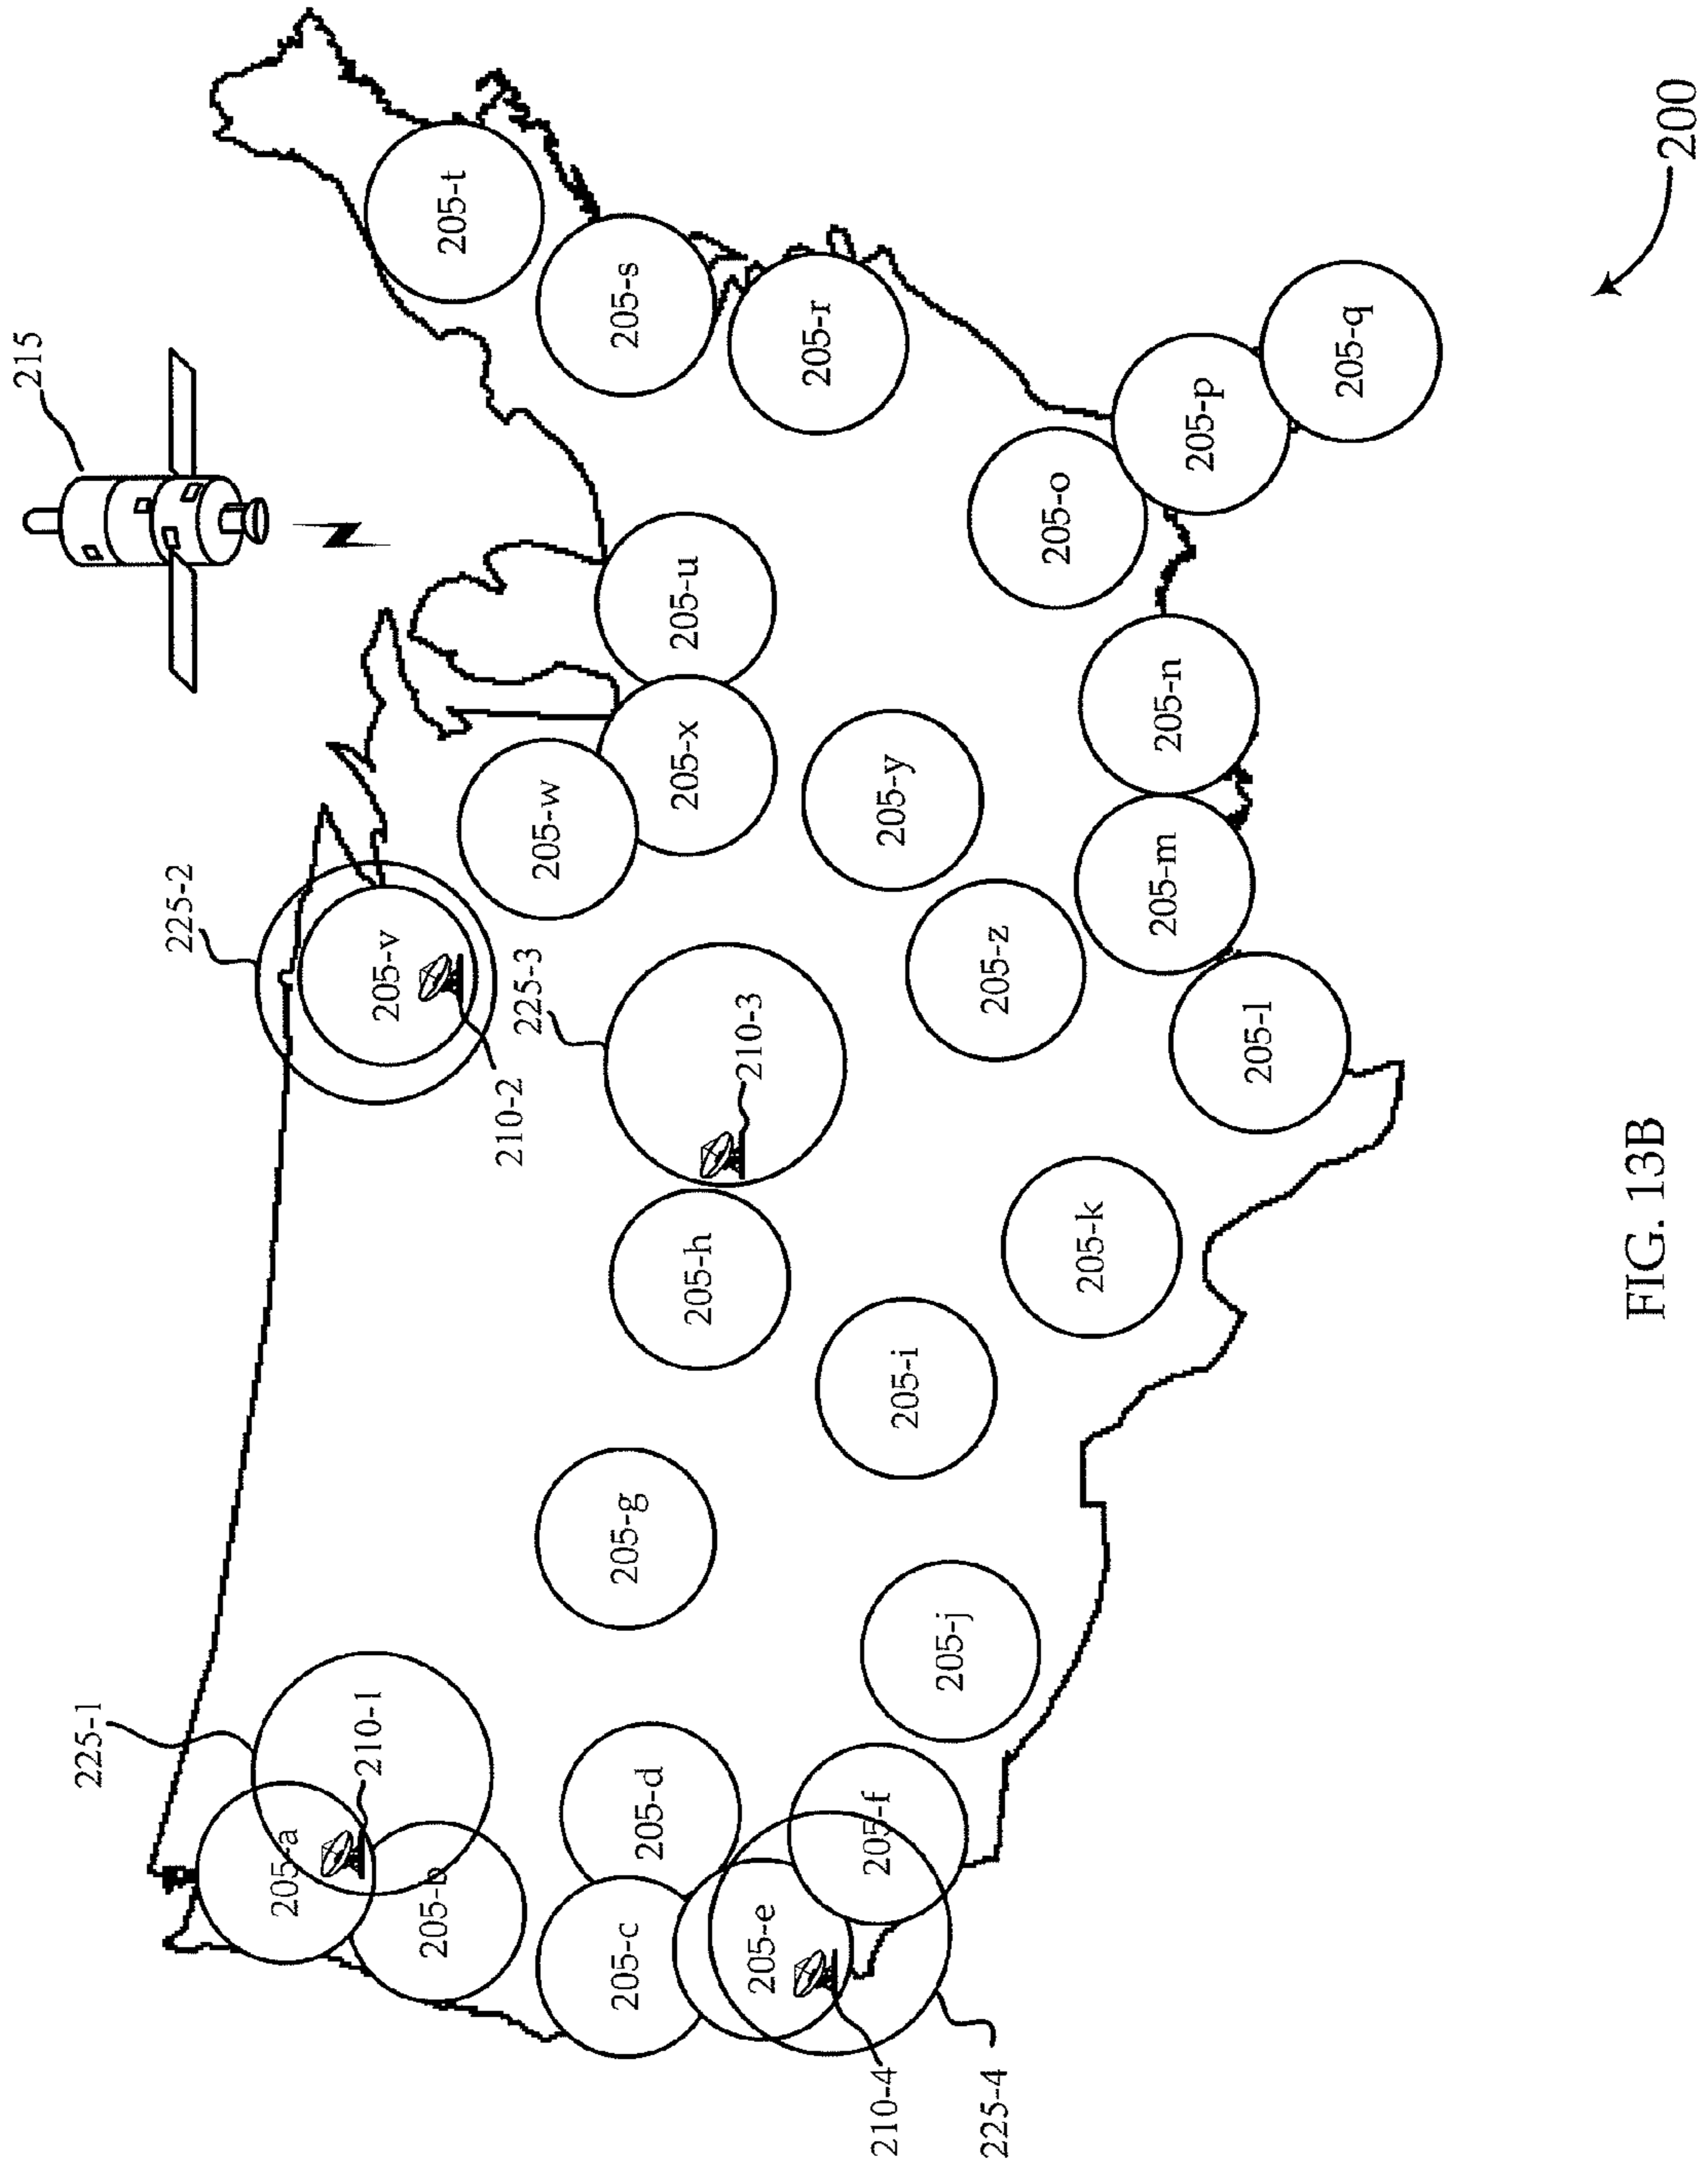 215
225-1
225-2
205-a
210-1
205-b
205-v
210-2
225-3
205-t
205-w
205-s
205-c
205-d
205-g
205-h
210-3
205-x
205-u
205-e
205-r
205-f
205-i
205-y
210-4
205-j
205-z
225-4
205-o
205-k
205-m
205-n
205-p
205-l
205-q
200
FIG. 13B